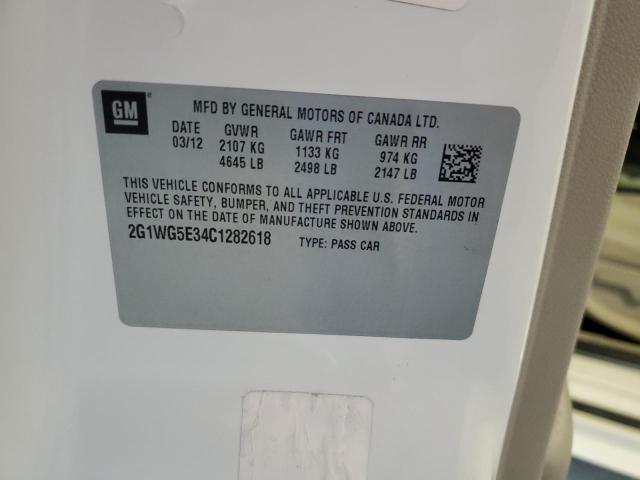 GM
MFD BY GENERAL MOTORS OF CANADA LTD.
DATE GVWR GAWR FRT GAWR RR
03/12 2107 KG 1133 KG 974 KG
4645 LB 2498 LB 2147 LB
THIS VEHICLE CONFORMS TO ALL APPLICABLE U.S. FEDERAL MOTOR
VEHICLE SAFETY, BUMPER, AND THEFT PREVENTION STANDARDS IN
EFFECT ON THE DATE OF MANUFACTURE SHOWN ABOVE.
2G1WG5E34C1282618 TYPE: PASS CAR